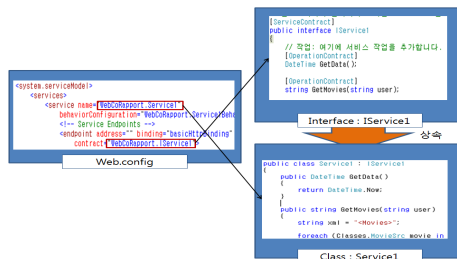 <system.serviceModel>
<services>
<service name="WebCoRapport.Service1"
behaviorConfiguration="WebCoRapport.Service1Beha
<!-- Service Endpoints -->
<endpoint address="" binding="basicHttpBinding"
contract="WebCoRapport.IService1">
Web.config
[ServiceContract]
public interface IService1
{
// 작업: 여기에 서비스 작업을 추가합니다.
[OperationContract]
DateTime GetData();
[OperationContract]
string GetMovies(string user);
Interface : IService1
상속
public class Service1 : IService1
{
public DateTime GetData()
{
return DateTime.Now;
}
public string GetMovies(string user)
{
string xml = "<Movies>";
foreach (Classes.MovieSrc movie in
Class : Service1